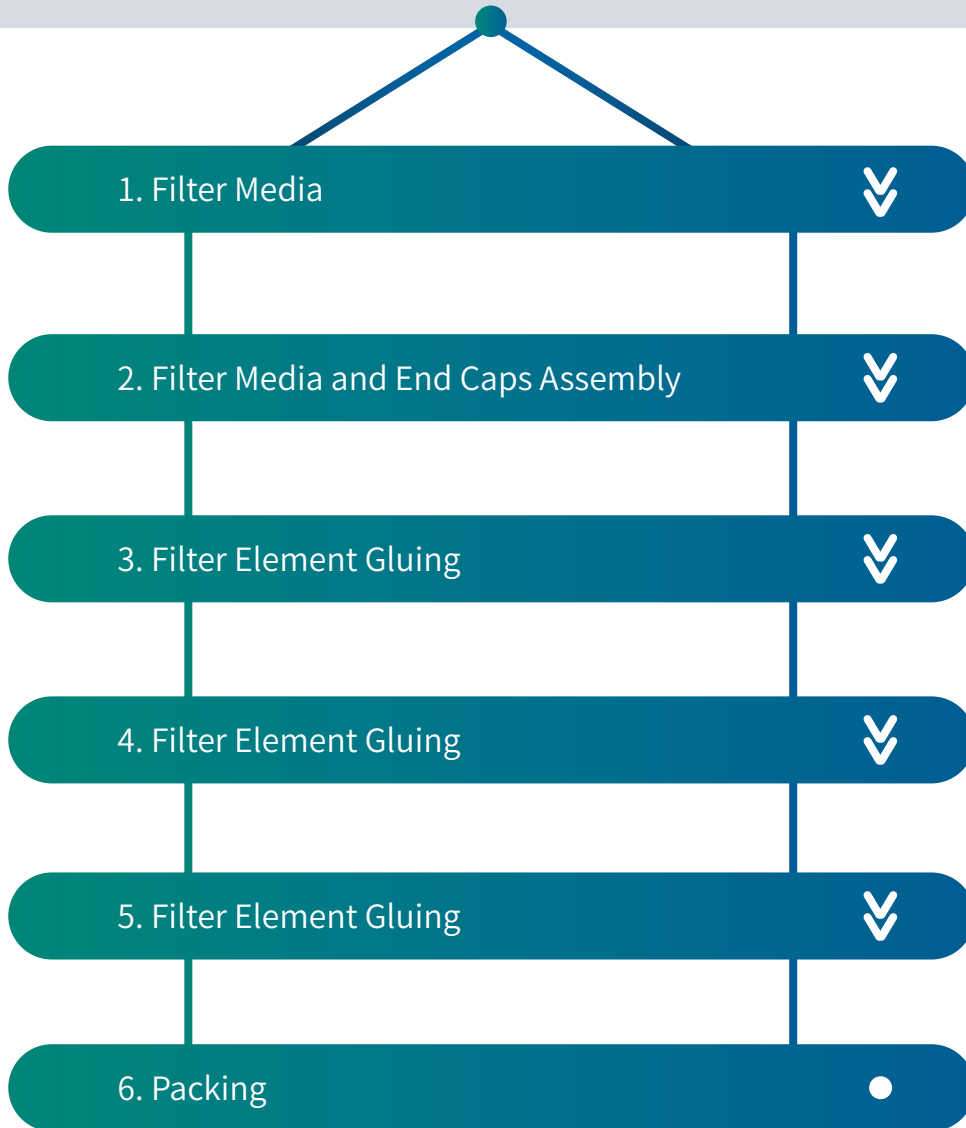 1. Filter Media
2. Filter Media and End Caps Assembly
3. Filter Element Gluing
4. Filter Element Gluing
5. Filter Element Gluing
6. Packing